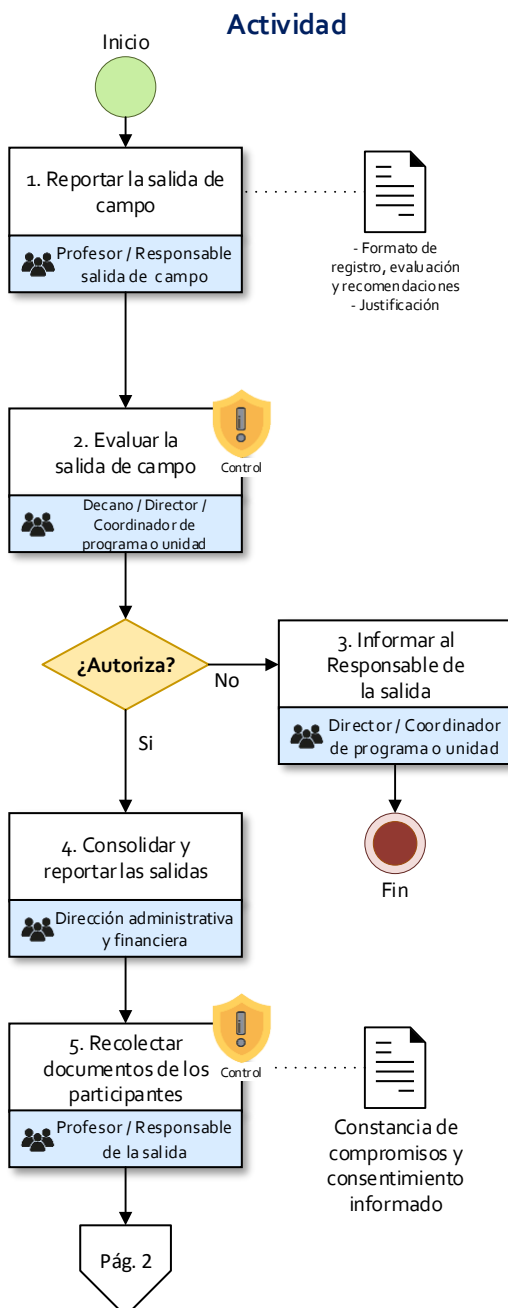 Actividad
Inicio
1. Reportar la salida de
campo
Profesor / Responsable
salida de campo
- Formato de
registro, evaluación
y recomendaciones
- Justificación
2. Evaluar la
salida de campo
Control
Decano / Director /
Coordinador de
programa o unidad
¿Autoriza?
No
Si
3. Informar al
Responsable de
la salida
Director / Coordinador
de programa o unidad
Fin
4. Consolidar y
reportar las salidas
Dirección administrativa
y financiera
5. Recolectar
documentos de los
participantes
Control
Profesor / Responsable
de la salida
Constancia de
compromisos y
consentimiento
informado
Pág. 2